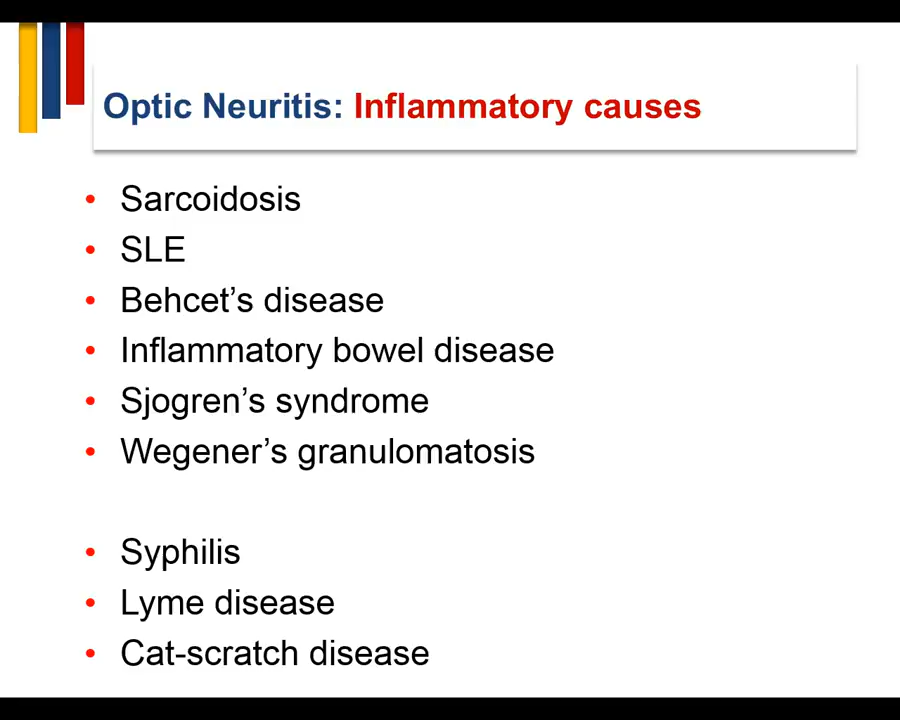 Optic Neuritis: Inflammatory causes
• Sarcoidosis
• SLE
• Behcet’s disease
• Inflammatory bowel disease
• Sjogren’s syndrome
• Wegener’s granulomatosis
• Syphilis
• Lyme disease
• Cat-scratch disease